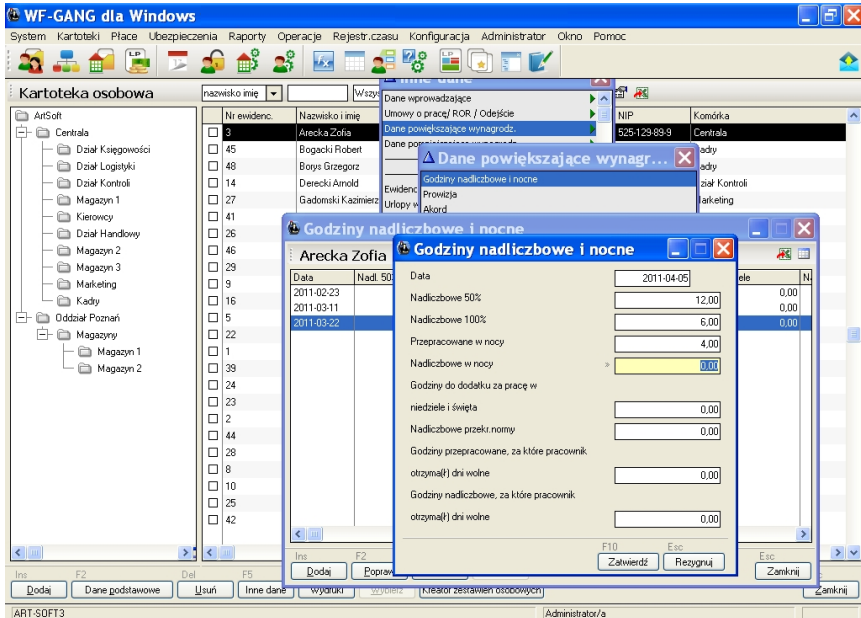 WF-GANG dla Windows
System Kartoteki Płace Ubezpieczenia Raporty Operacje Rejestr.czasu Konfiguracja Administrator Okno Pomoc
Kartoteka osobowa
nazwisko imię
Inne dane
Dane wprowadzające
Umowy o pracę/ ROR / Odejście
Dane powiększające wynagrodz.
Nr ewidenc. Nazwisko i imię NIP Komórka
3 Arecka Zofia 525-129-89-9 Centrala
45 Bogacki Robert
48 Borys Grzegorz
14 Derecki Arnold
27 Gadomski Kazimierz Marketing
41
26
46
29
9
16
5
22
1
39
24
23
2
44
28
8
10
25
42
ArtSoft
Centrala
Dział Księgowości
Dział Logistyki
Dział Kontroli
Magazyn 1
Kierowcy
Dział Handlowy
Magazyn 2
Magazyn 3
Marketing
Kadry
Oddział Poznań
Magazyny
Magazyn 1
Magazyn 2
Dane powiększające wynagr...
Godziny nadliczbowe i nocne
Prowizja
Akord
Godziny nadliczbowe i nocne
Arecka Zofia
Data Nadl. 50
2011-02-23 0,00
2011-03-11 0,00
2011-03-22 0,00
Godziny nadliczbowe i nocne
Data 2011-04-05
Nadliczbowe 50% 12,00
Nadliczbowe 100% 6,00
Przepracowane w nocy 4,00
Nadliczbowe w nocy » 0,00
Godziny do dodatku za pracę w
niedziele i święta 0,00
Nadliczbowe przekr.normy 0,00
Godziny przepracowane, za które pracownik
otrzyma(ł) dni wolne 0,00
Godziny nadliczbowe, za które pracownik
otrzyma(ł) dni wolne 0,00
F10 Esc
Zatwierdź Rezygnuj
Ins F2 Esc
Dodaj Popraw Zamknij
Ins F2 Del F5
Dodaj Dane podstawowe Usuń Inne dane Wydruki Wybierz Kreator zestawień osobowych Zamknij
ART-SOFT3 Administrator/a